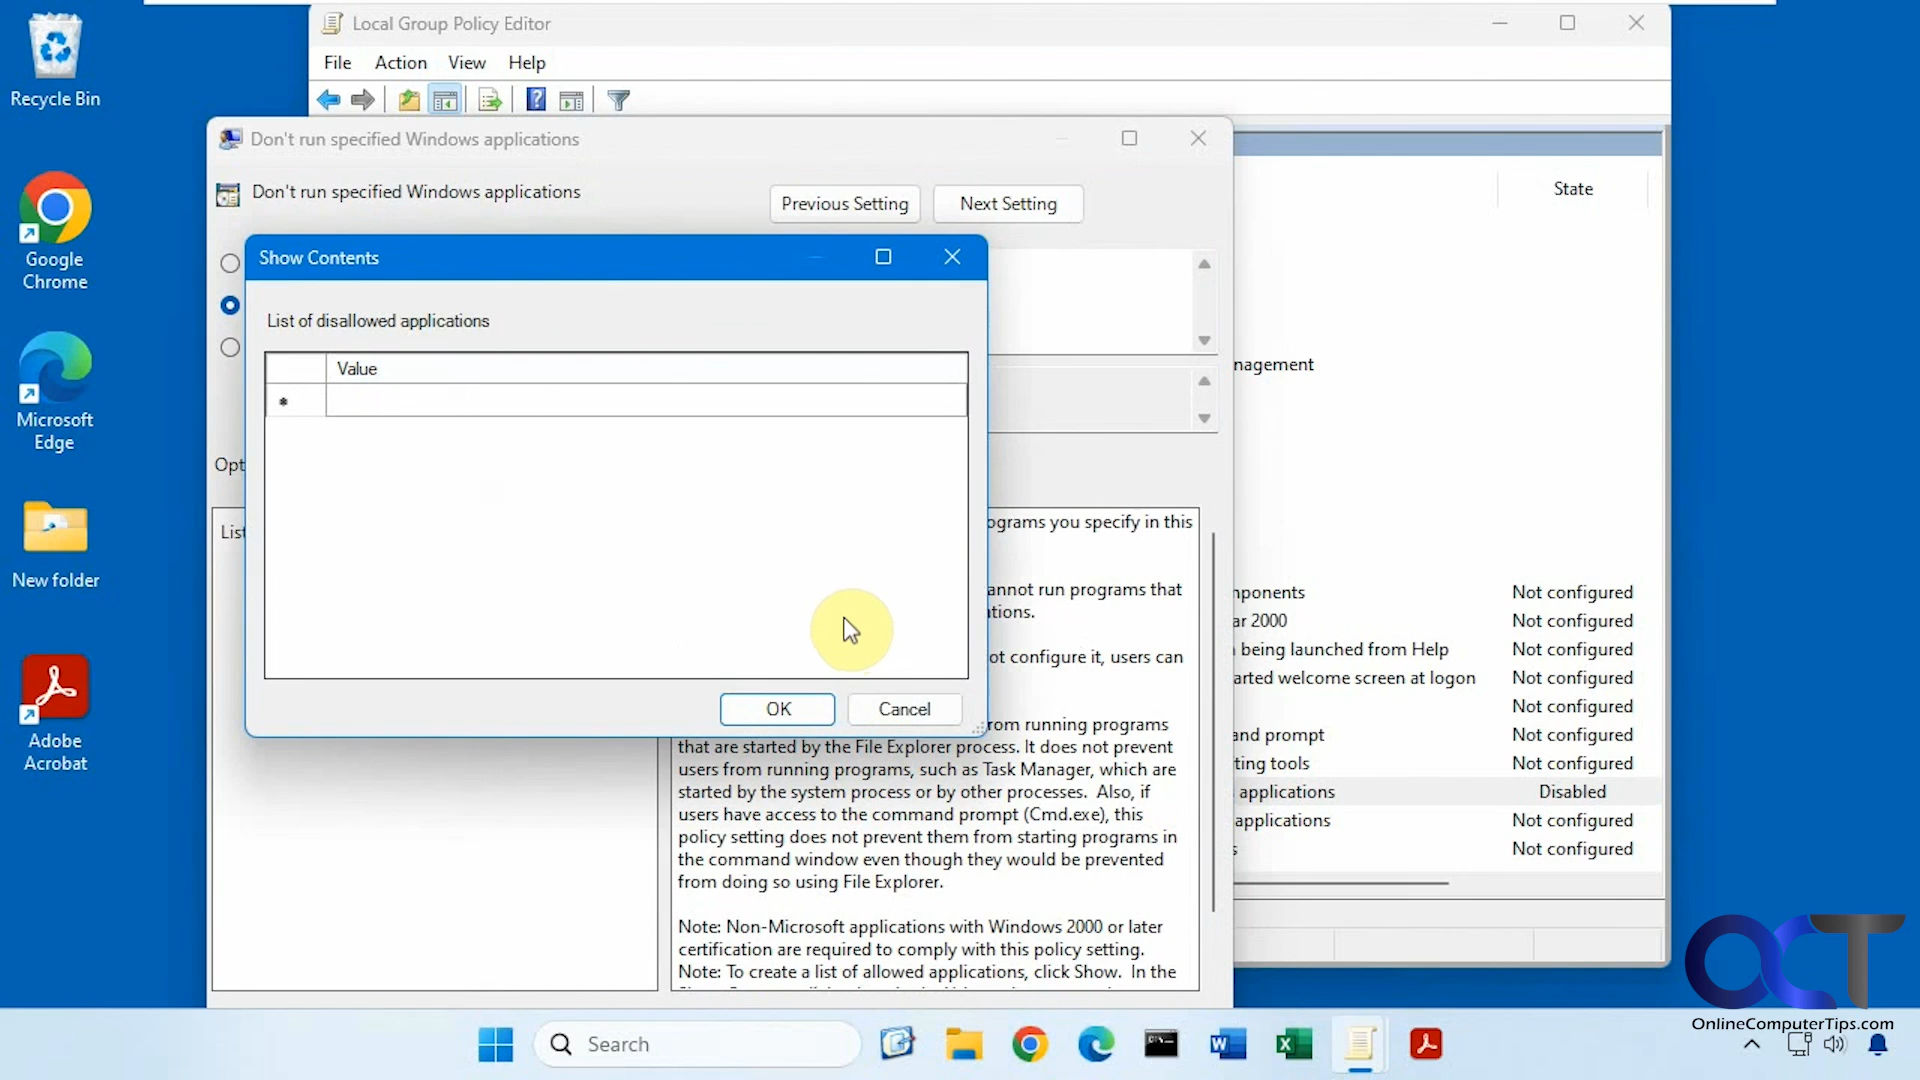 Recycle Bin
Google
Chrome
Microsoft
Edge
New folder
Adobe
Acrobat
Local Group Policy Editor
File Action View Help
Don't run specified Windows applications
Don't run specified Windows applications
Previous Setting
Next Setting
State
Show Contents
List of disallowed applications
Value
*
OK
Cancel
Opt
List
ograms you specify in this
annot run programs that
ations.
ot configure it, users can
rom running programs
that are started by the File Explorer process. It does not prevent
users from running programs, such as Task Manager, which are
started by the system process or by other processes. Also, if
users have access to the command prompt (Cmd.exe), this
policy setting does not prevent them from starting programs in
the command window even though they would be prevented
from doing so using File Explorer.
Note: Non-Microsoft applications with Windows 2000 or later
certification are required to comply with this policy setting.
Note: To create a list of allowed applications, click Show. In the
nagement
nponents Not configured
ar 2000 Not configured
being launched from Help Not configured
arted welcome screen at logon Not configured
Not configured
and prompt Not configured
ting tools Not configured
applications Disabled
applications Not configured
s Not configured
Search
OCT
OnlineComputerTips.com